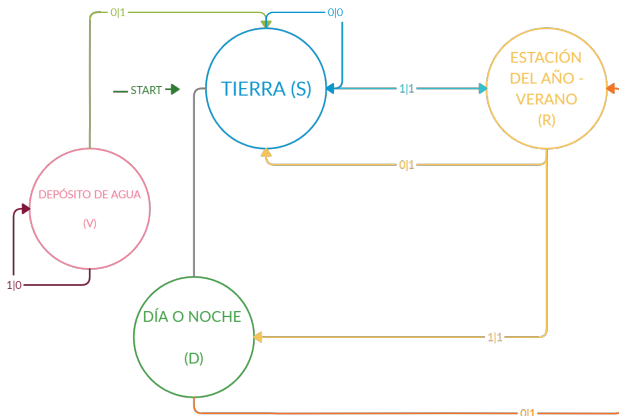 0|1
0|0
START
TIERRA (S)
1|1
ESTACIÓN
DEL AÑO -
VERANO
(R)
0|1
DEPÓSITO DE AGUA
(V)
1|0
DÍA O NOCHE
(D)
1|1
0|1